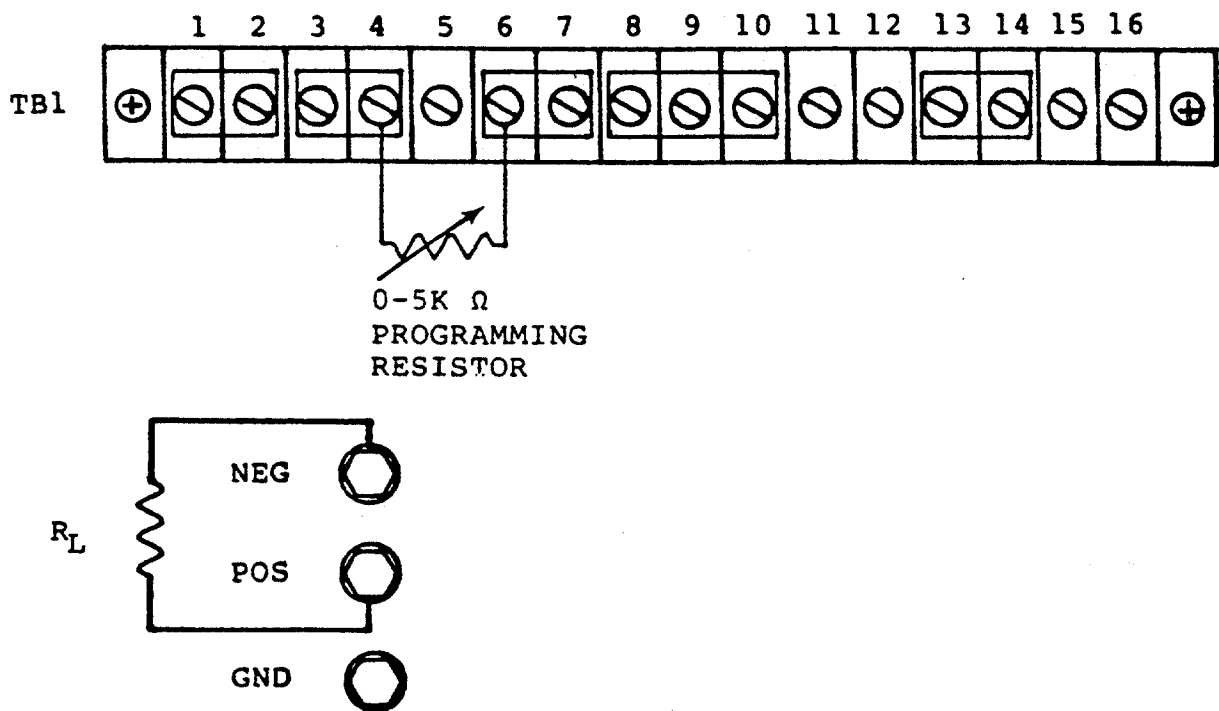 1 2 3 4 5 6 7 8 9 10 11 12 13 14 15 16
TB1
0-5K Ω
PROGRAMMING
RESISTOR
NEG
RL
POS
GND